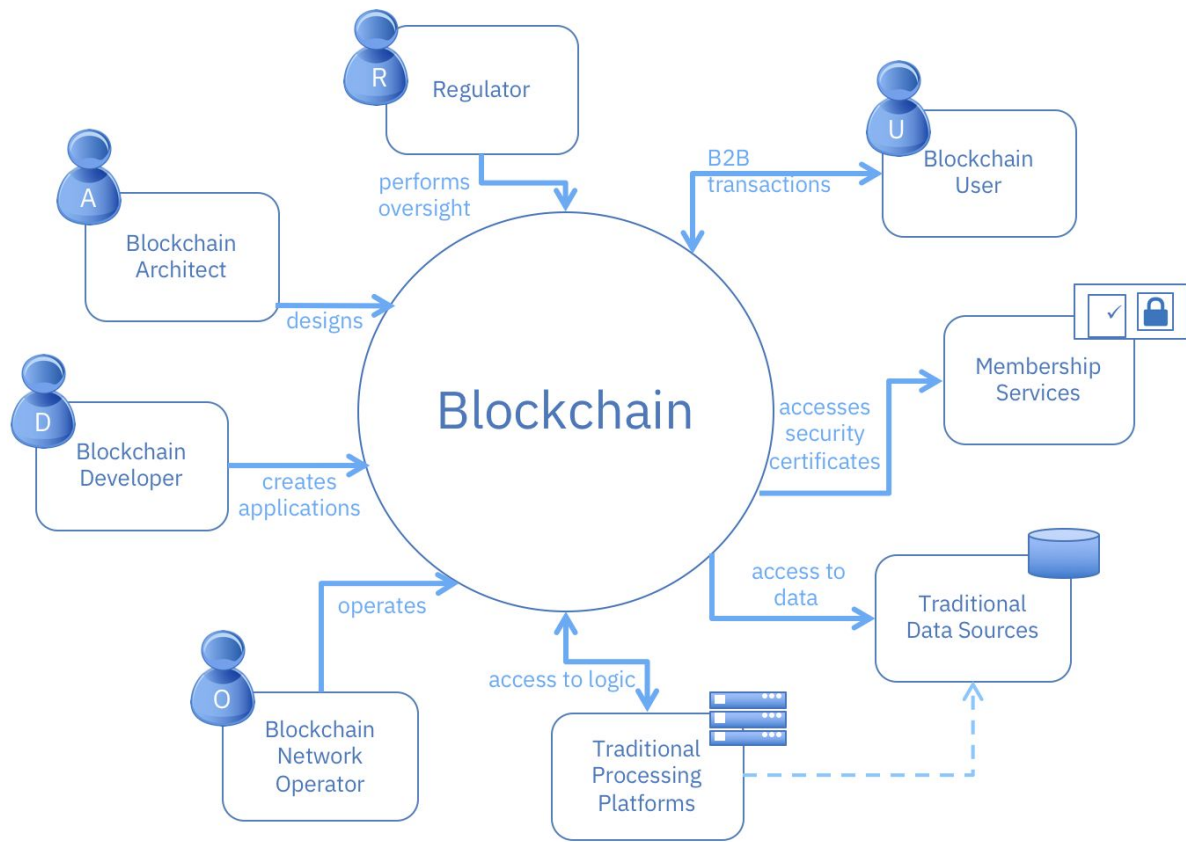 R
Regulator
performs
oversight
U
Blockchain
User
B2B
transactions
A
Blockchain
Architect
designs
Membership
Services
accesses
security
certificates
D
Blockchain
Developer
creates
applications
Blockchain
access to
data
Traditional
Data Sources
operates
O
Blockchain
Network
Operator
access to logic
Traditional
Processing
Platforms